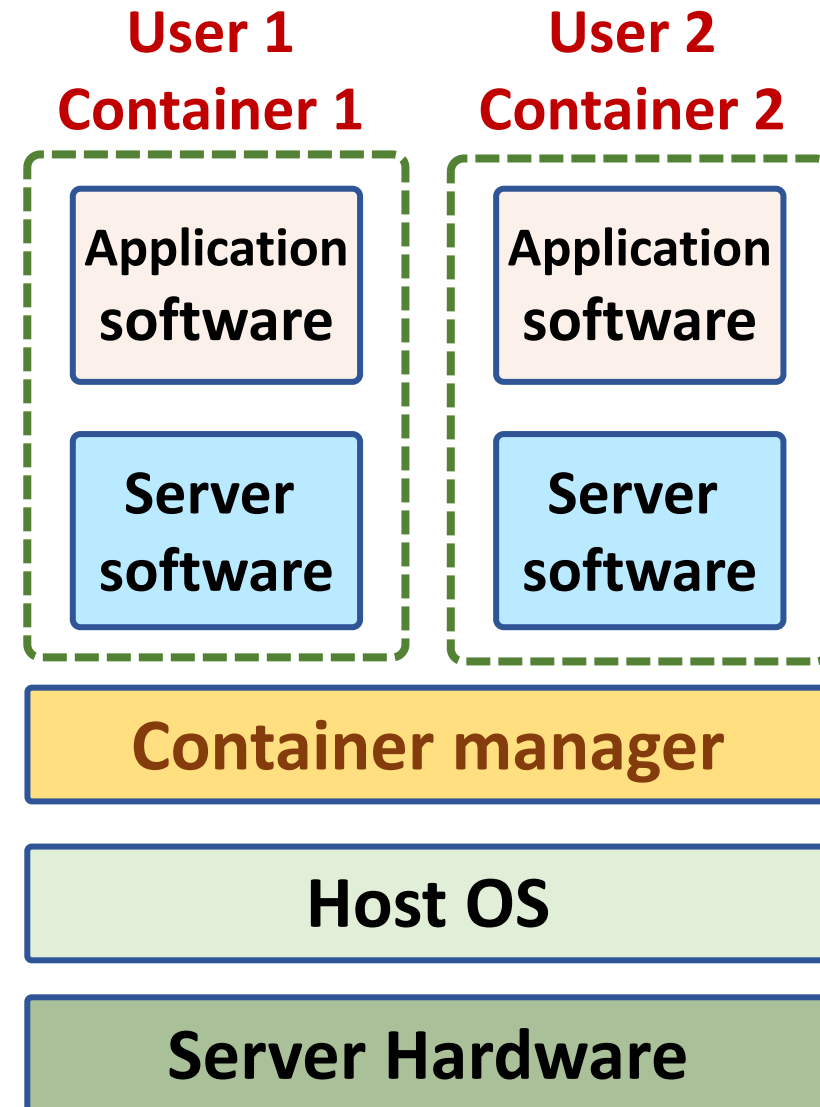 User 1
Container 1
Application
software
Server
software
User 2
Container 2
Application
software
Server
software
Container manager
Host OS
Server Hardware